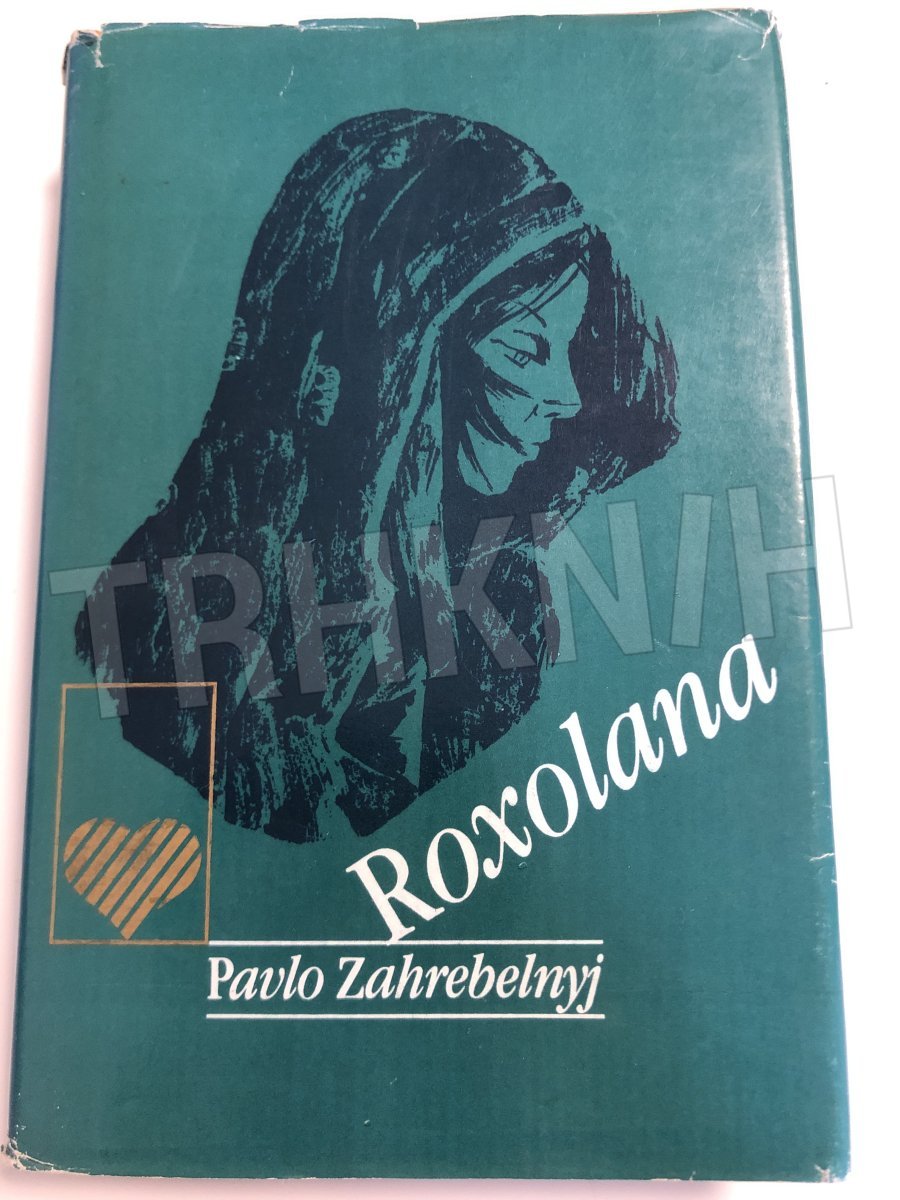 TRHKNIH
Roxolana
Pavlo Zahrebelnyj